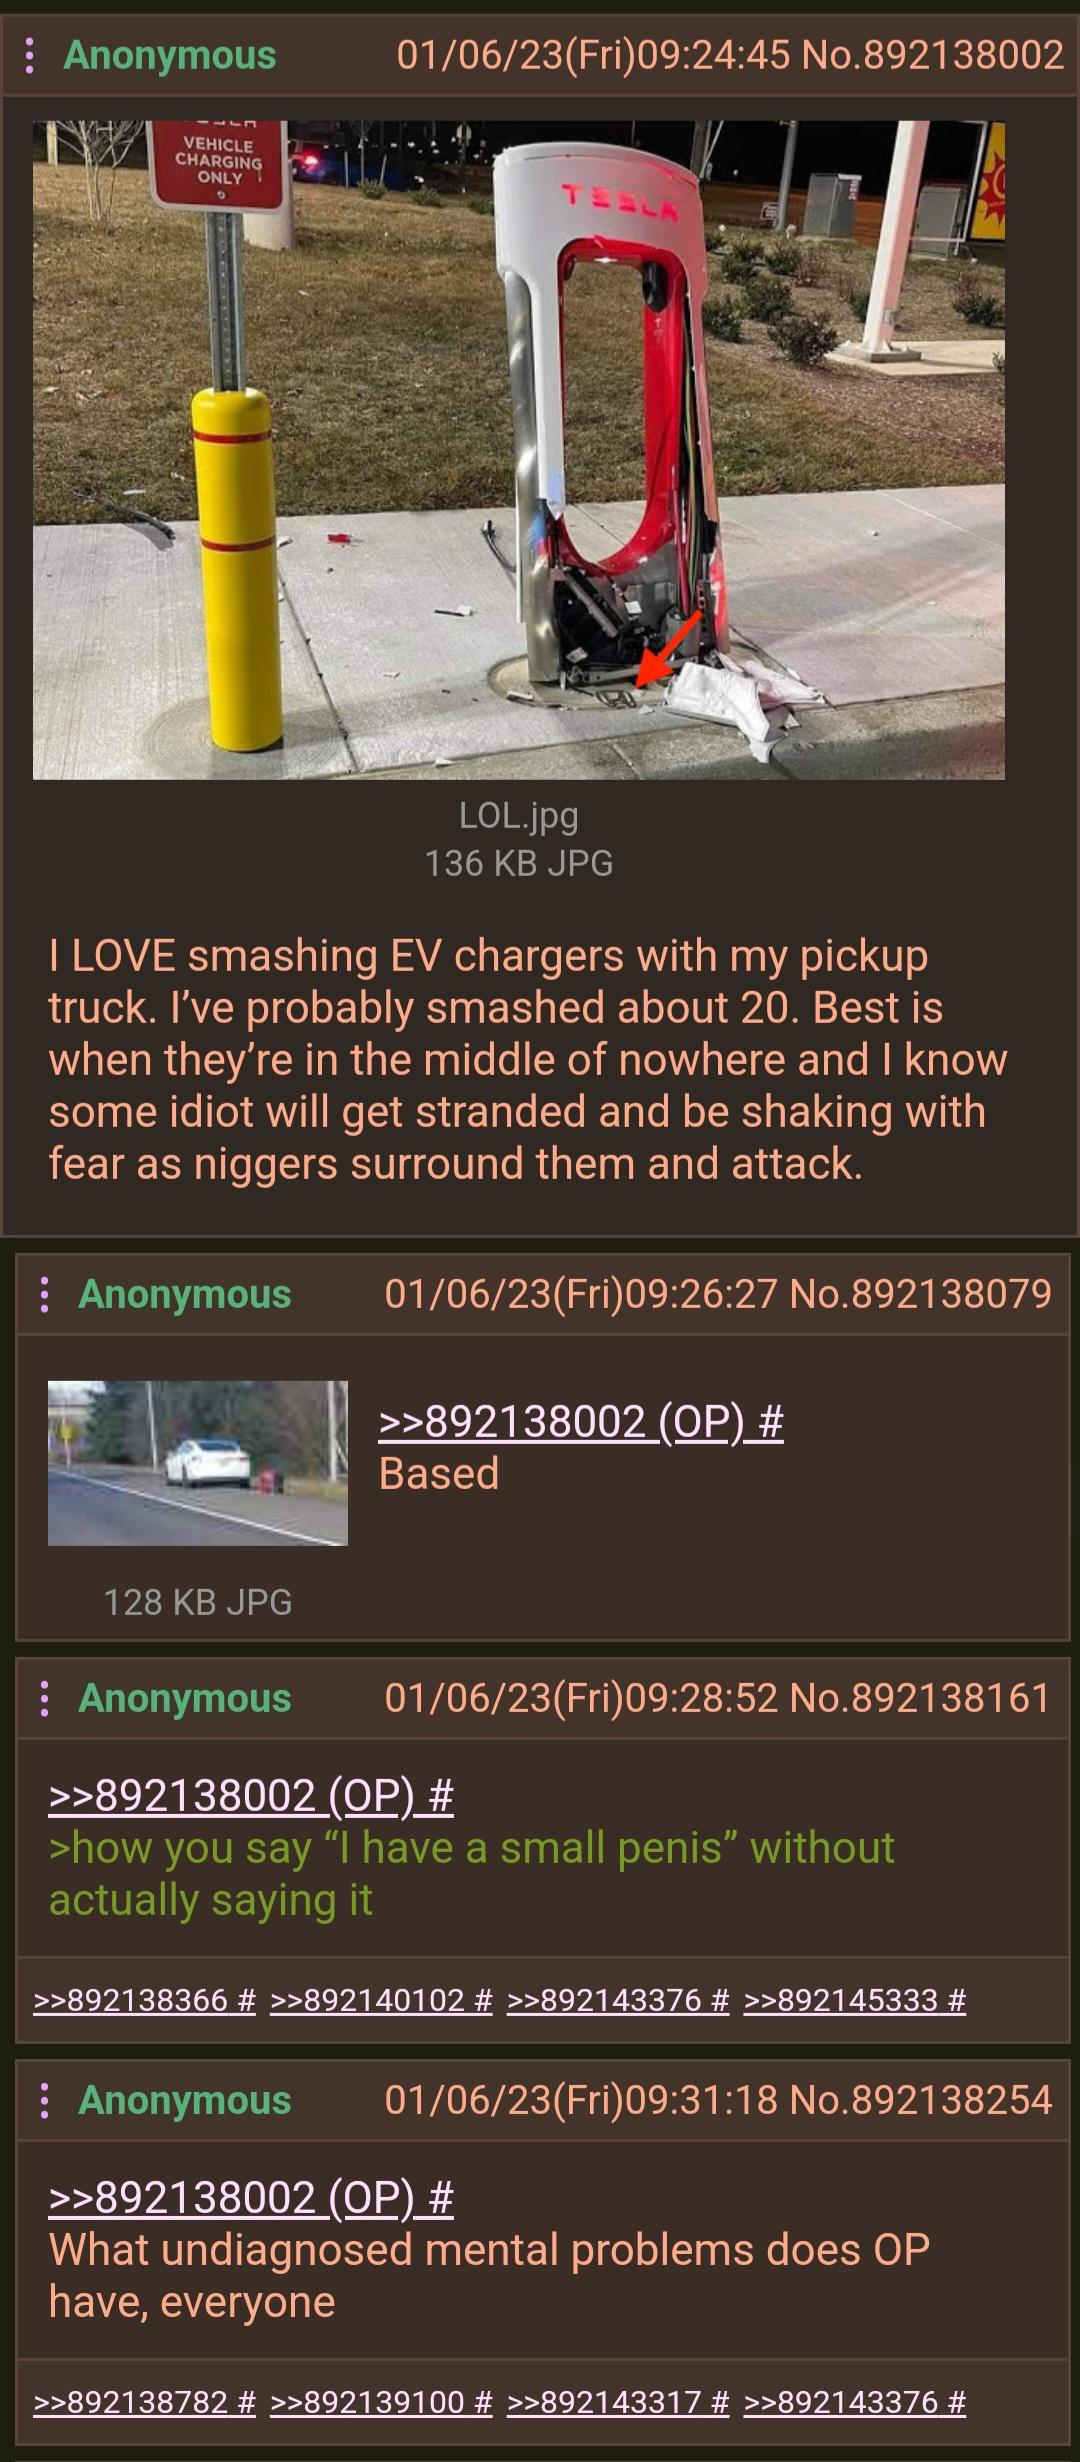 Anonymous 01/06/23(Fri)09:24:45 No.892138002
VEHICLE
CHARGING
ONLY
TESLA
LOL.jpg
136 KB JPG
I LOVE smashing EV chargers with my pickup
truck. I’ve probably smashed about 20. Best is
when they’re in the middle of nowhere and I know
some idiot will get stranded and be shaking with
fear as niggers surround them and attack.
Anonymous 01/06/23(Fri)09:26:27 No.892138079
>>892138002 (OP) #
Based
128 KB JPG
Anonymous 01/06/23(Fri)09:28:52 No.892138161
>>892138002 (OP) #
>how you say “I have a small penis” without
actually saying it
>>892138366 # >>892140102 # >>892143376 # >>892145333 #
Anonymous 01/06/23(Fri)09:31:18 No.892138254
>>892138002 (OP) #
What undiagnosed mental problems does OP
have, everyone
>>892138782 # >>892139100 # >>892143317 # >>892143376 #